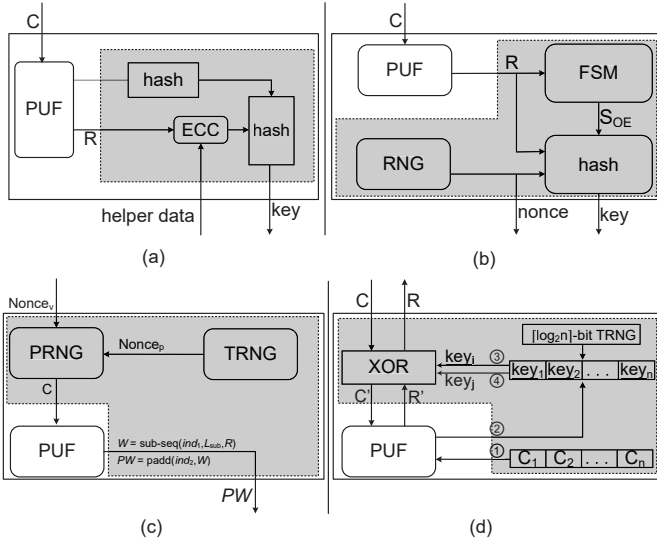 C
PUF
hash
R
ECC
hash
helper data
key
(a)
C
PUF
R
FSM
S_OE
RNG
hash
nonce
key
(b)
Nonce_v
PRNG
Nonce_p
TRNG
C
PUF
W = sub-seq(ind_1,L_sub,R)
PW = padd(ind_2,W)
PW
(c)
C
R
⌈log_2n⌉-bit TRNG
XOR
key_i ③
key_j ④
key_1 key_2 . . . key_n
C'
R'
②
PUF
①
C_1 C_2 . . . C_n
(d)